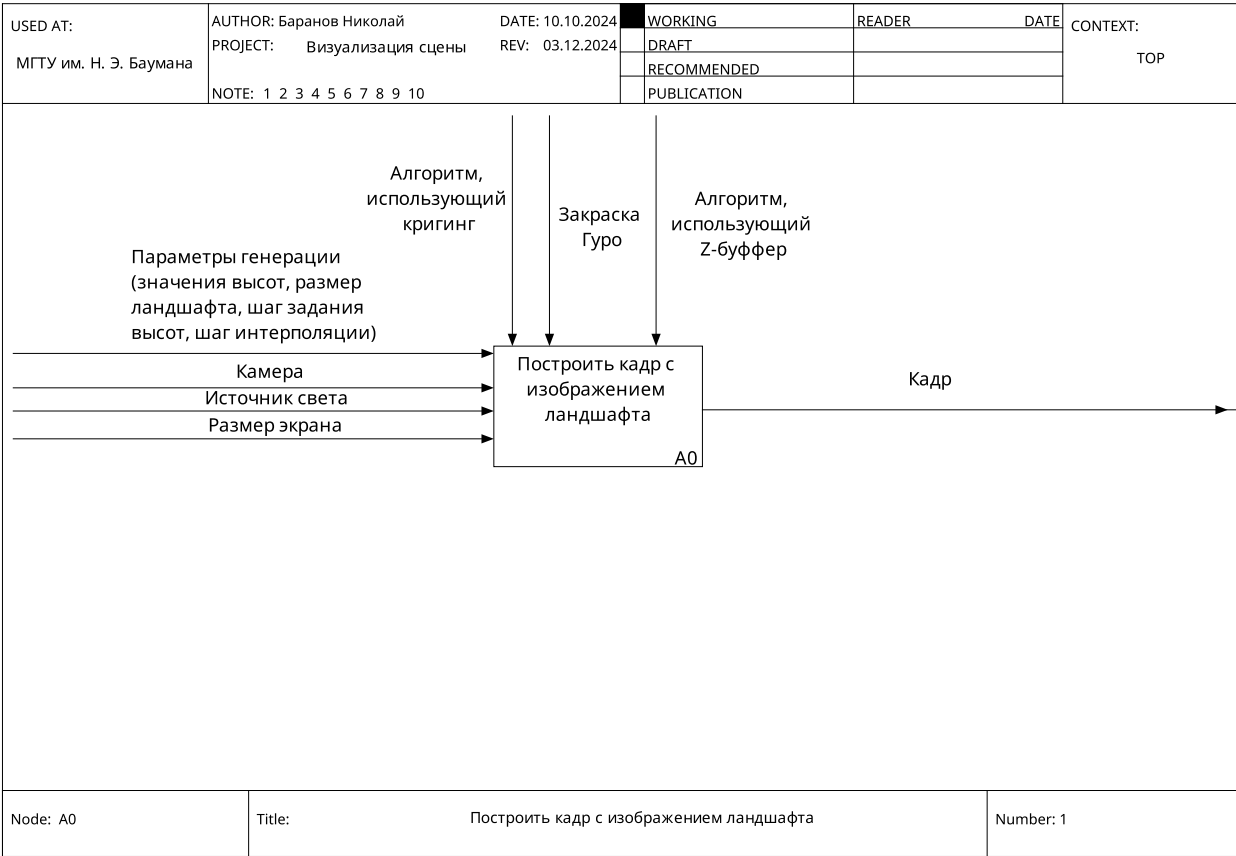 USED AT:
МГТУ им. Н. Э. Баумана
AUTHOR: Баранов Николай
DATE: 10.10.2024
PROJECT: Визуализация сцены
REV: 03.12.2024
NOTE: 1 2 3 4 5 6 7 8 9 10
WORKING
DRAFT
RECOMMENDED
PUBLICATION
READER DATE
CONTEXT:
TOP
Алгоритм,
использующий
кригинг
Закраска
Гуро
Алгоритм,
использующий
Z-буффер
Параметры генерации
(значения высот, размер
ландшафта, шаг задания
высот, шаг интерполяции)
Камера
Источник света
Размер экрана
Построить кадр с
изображением
ландшафта
A0
Кадр
Node: A0
Title: Построить кадр с изображением ландшафта
Number: 1